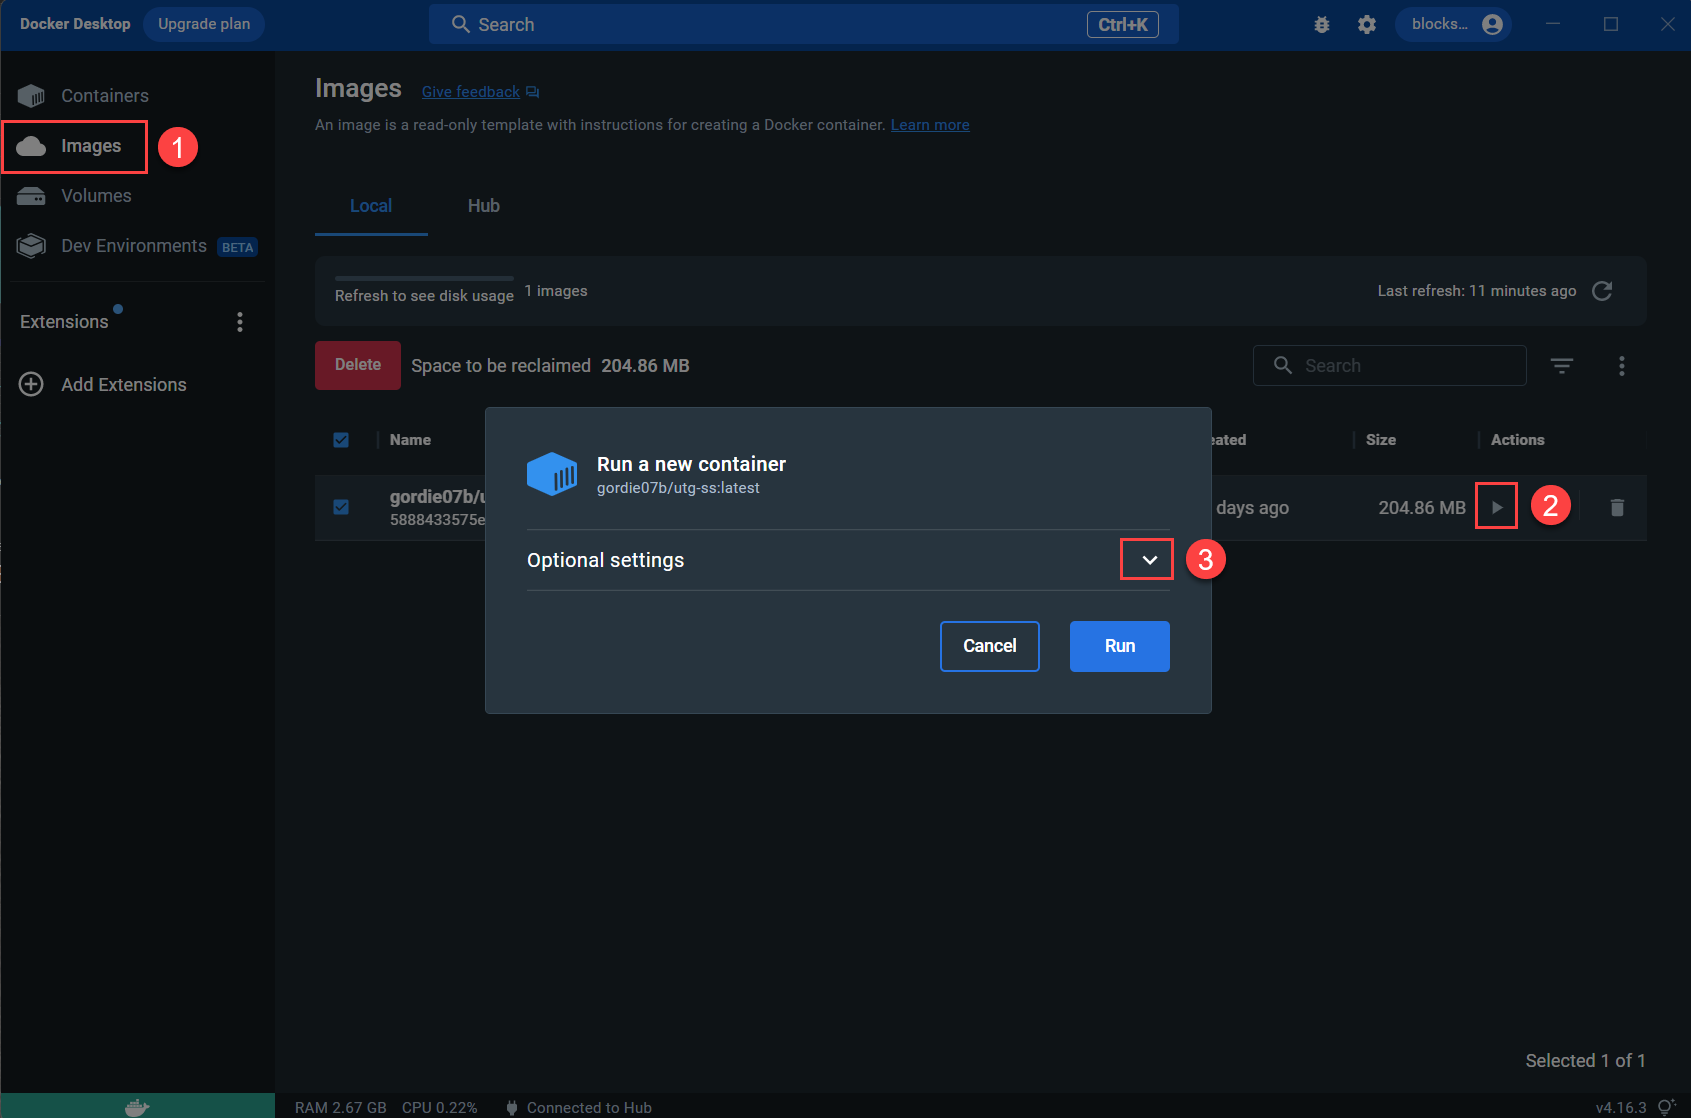 Docker Desktop
Upgrade plan
Search
Ctrl+K
blocks...
Containers
Images
1
Volumes
Dev Environments
BETA
Extensions
Add Extensions
Images
Give feedback
An image is a read-only template with instructions for creating a Docker container. Learn more
Local
Hub
Refresh to see disk usage
1 images
Last refresh: 11 minutes ago
Delete
Space to be reclaimed 204.86 MB
Search
Name
eated
Size
Actions
gordie07b/u
5888433575e
days ago
204.86 MB
2
Run a new container
gordie07b/utg-ss:latest
Optional settings
3
Cancel
Run
Selected 1 of 1
RAM 2.67 GB CPU 0.22%
Connected to Hub
v4.16.3